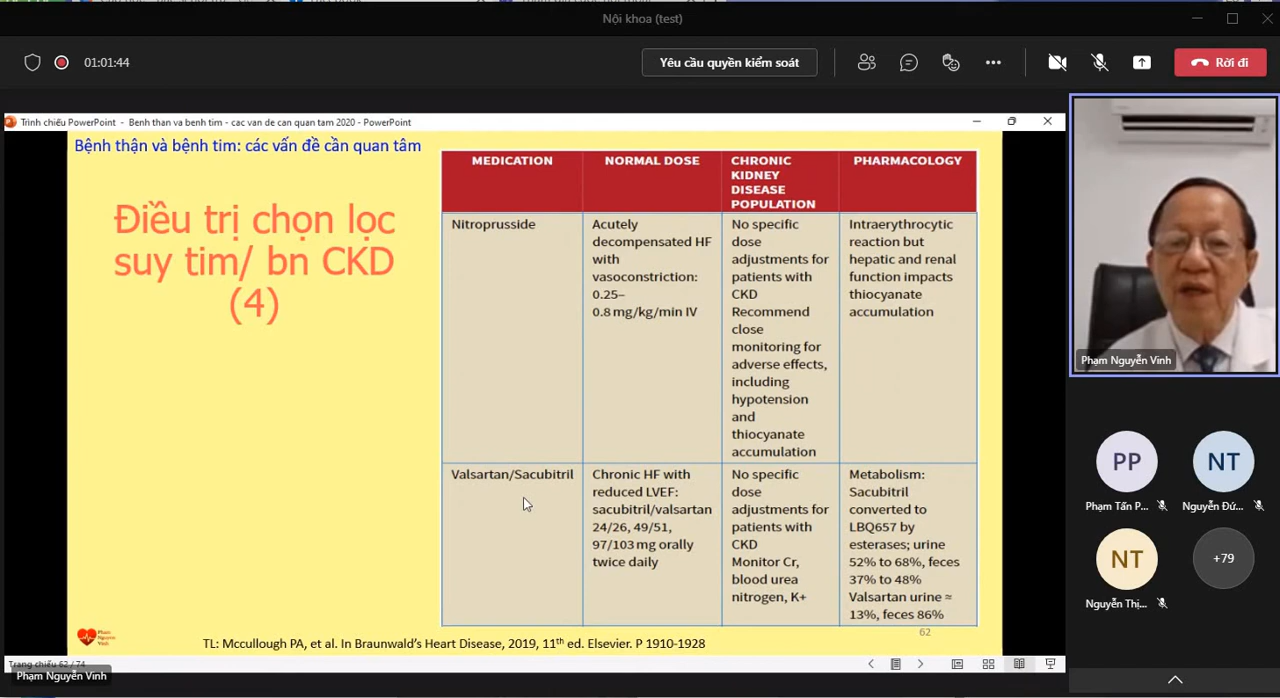 Nội khoa (test)
01:01:44
Yêu cầu quyền kiểm soát
Rời đi
Trình chiếu PowerPoint - Benh than va benh tim - cac van de can quan tam 2020 - PowerPoint
Bệnh thận và bệnh tim: các vấn đề cần quan tâm
Điều trị chọn lọc
suy tim/ bn CKD
(4)
MEDICATION
NORMAL DOSE
CHRONIC
KIDNEY
DISEASE
POPULATION
PHARMACOLOGY
Nitroprusside
Acutely
decompensated HF
with
vasoconstriction:
0.25–
0.8 mg/kg/min IV
No specific
dose
adjustments for
patients with
CKD
Recommend
close
monitoring for
adverse effects,
including
hypotension
and
thiocyanate
accumulation
Intraerythrocytic
reaction but
hepatic and renal
function impacts
thiocyanate
accumulation
Valsartan/Sacubitril
Chronic HF with
reduced LVEF:
sacubitril/valsartan
24/26, 49/51,
97/103 mg orally
twice daily
No specific
dose
adjustments for
patients with
CKD
Monitor Cr,
blood urea
nitrogen, K+
Metabolism:
Sacubitril
converted to
LBQ657 by
esterases; urine
52% to 68%, feces
37% to 48%
Valsartan urine ≈
13%, feces 86%
62
Phạm
Nguyễn
Vinh
TL: Mccullough PA, et al. In Braunwald's Heart Disease, 2019, 11th ed. Elsevier. P 1910-1928
Trang chiếu 62 / 74
Phạm Nguyễn Vinh
Phạm Nguyễn Vinh
PP
NT
Phạm Tấn P...
Nguyễn Đứ...
NT
+79
Nguyễn Thị...